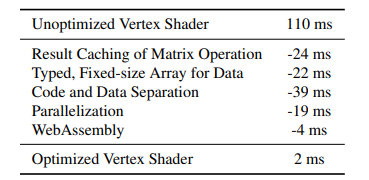 Unoptimized Vertex Shader 110 ms
Result Caching of Matrix Operation -24 ms
Typed, Fixed-size Array for Data -22 ms
Code and Data Separation -39 ms
Parallelization -19 ms
WebAssembly -4 ms
Optimized Vertex Shader 2 ms